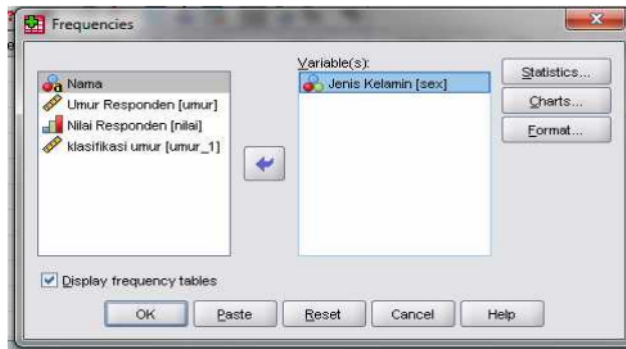 Frequencies
Nama
Umur Responden [umur]
Nilai Responden [nilai]
klasifikasi umur [umur_1]
Variable(s):
Jenis Kelamin [sex]
Statistics...
Charts...
Format...
Display frequency tables
OK
Paste
Reset
Cancel
Help